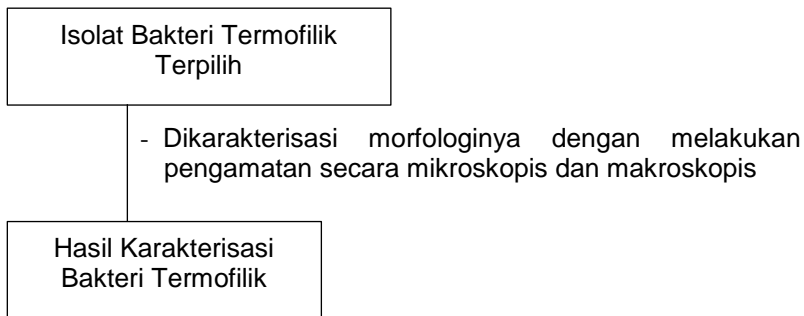 Isolat Bakteri Termofilik
Terpilih
- Dikarakterisasi morfologinya dengan melakukan
pengamatan secara mikroskopis dan makroskopis
Hasil Karakterisasi
Bakteri Termofilik